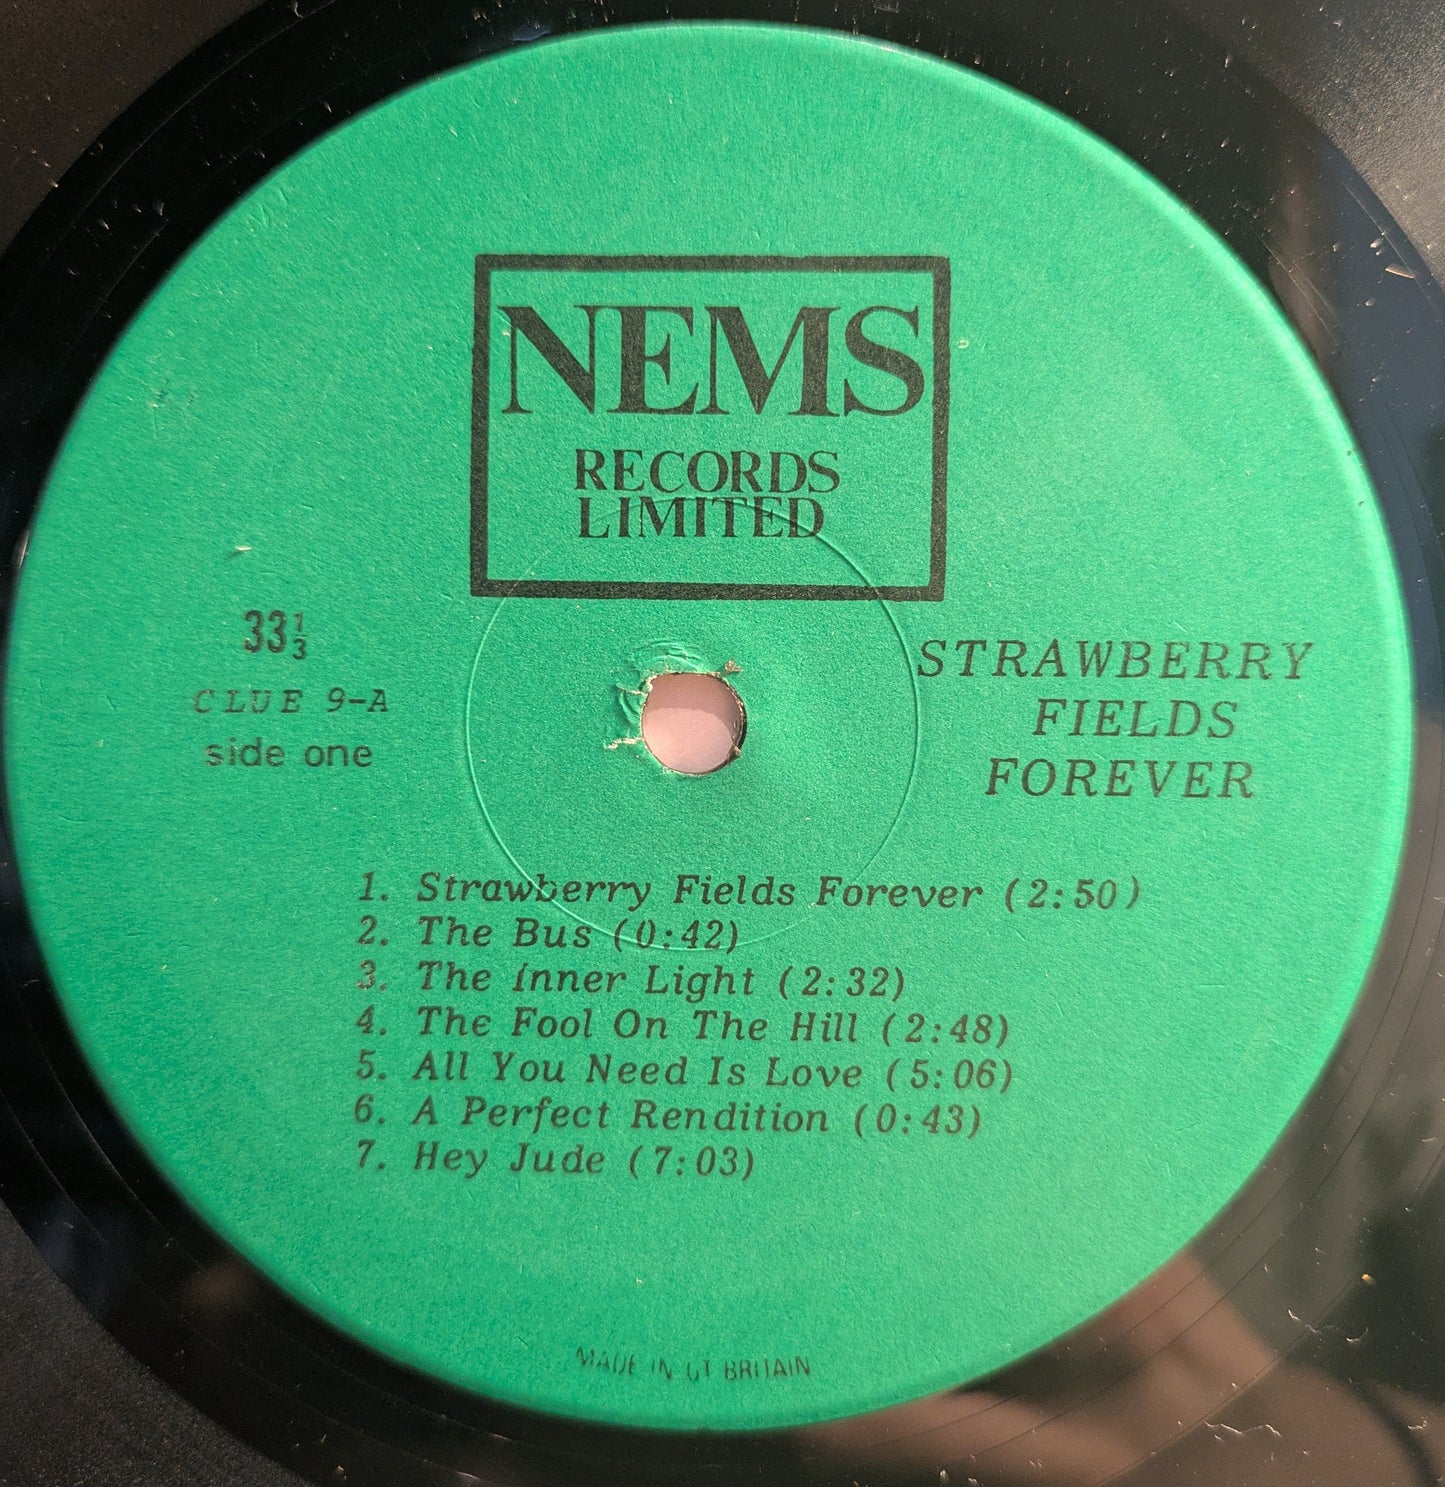 NEMS
RECORDS
LIMITED
33⅓
CLUE 9-A
side one
STRAWBERRY
FIELDS
FOREVER
1. Strawberry Fields Forever (2:50)
2. The Bus (0:42)
3. The Inner Light (2:32)
4. The Fool On The Hill (2:48)
5. All You Need Is Love (5:06)
6. A Perfect Rendition (0:43)
7. Hey Jude (7:03)
MADE IN GT BRITAIN